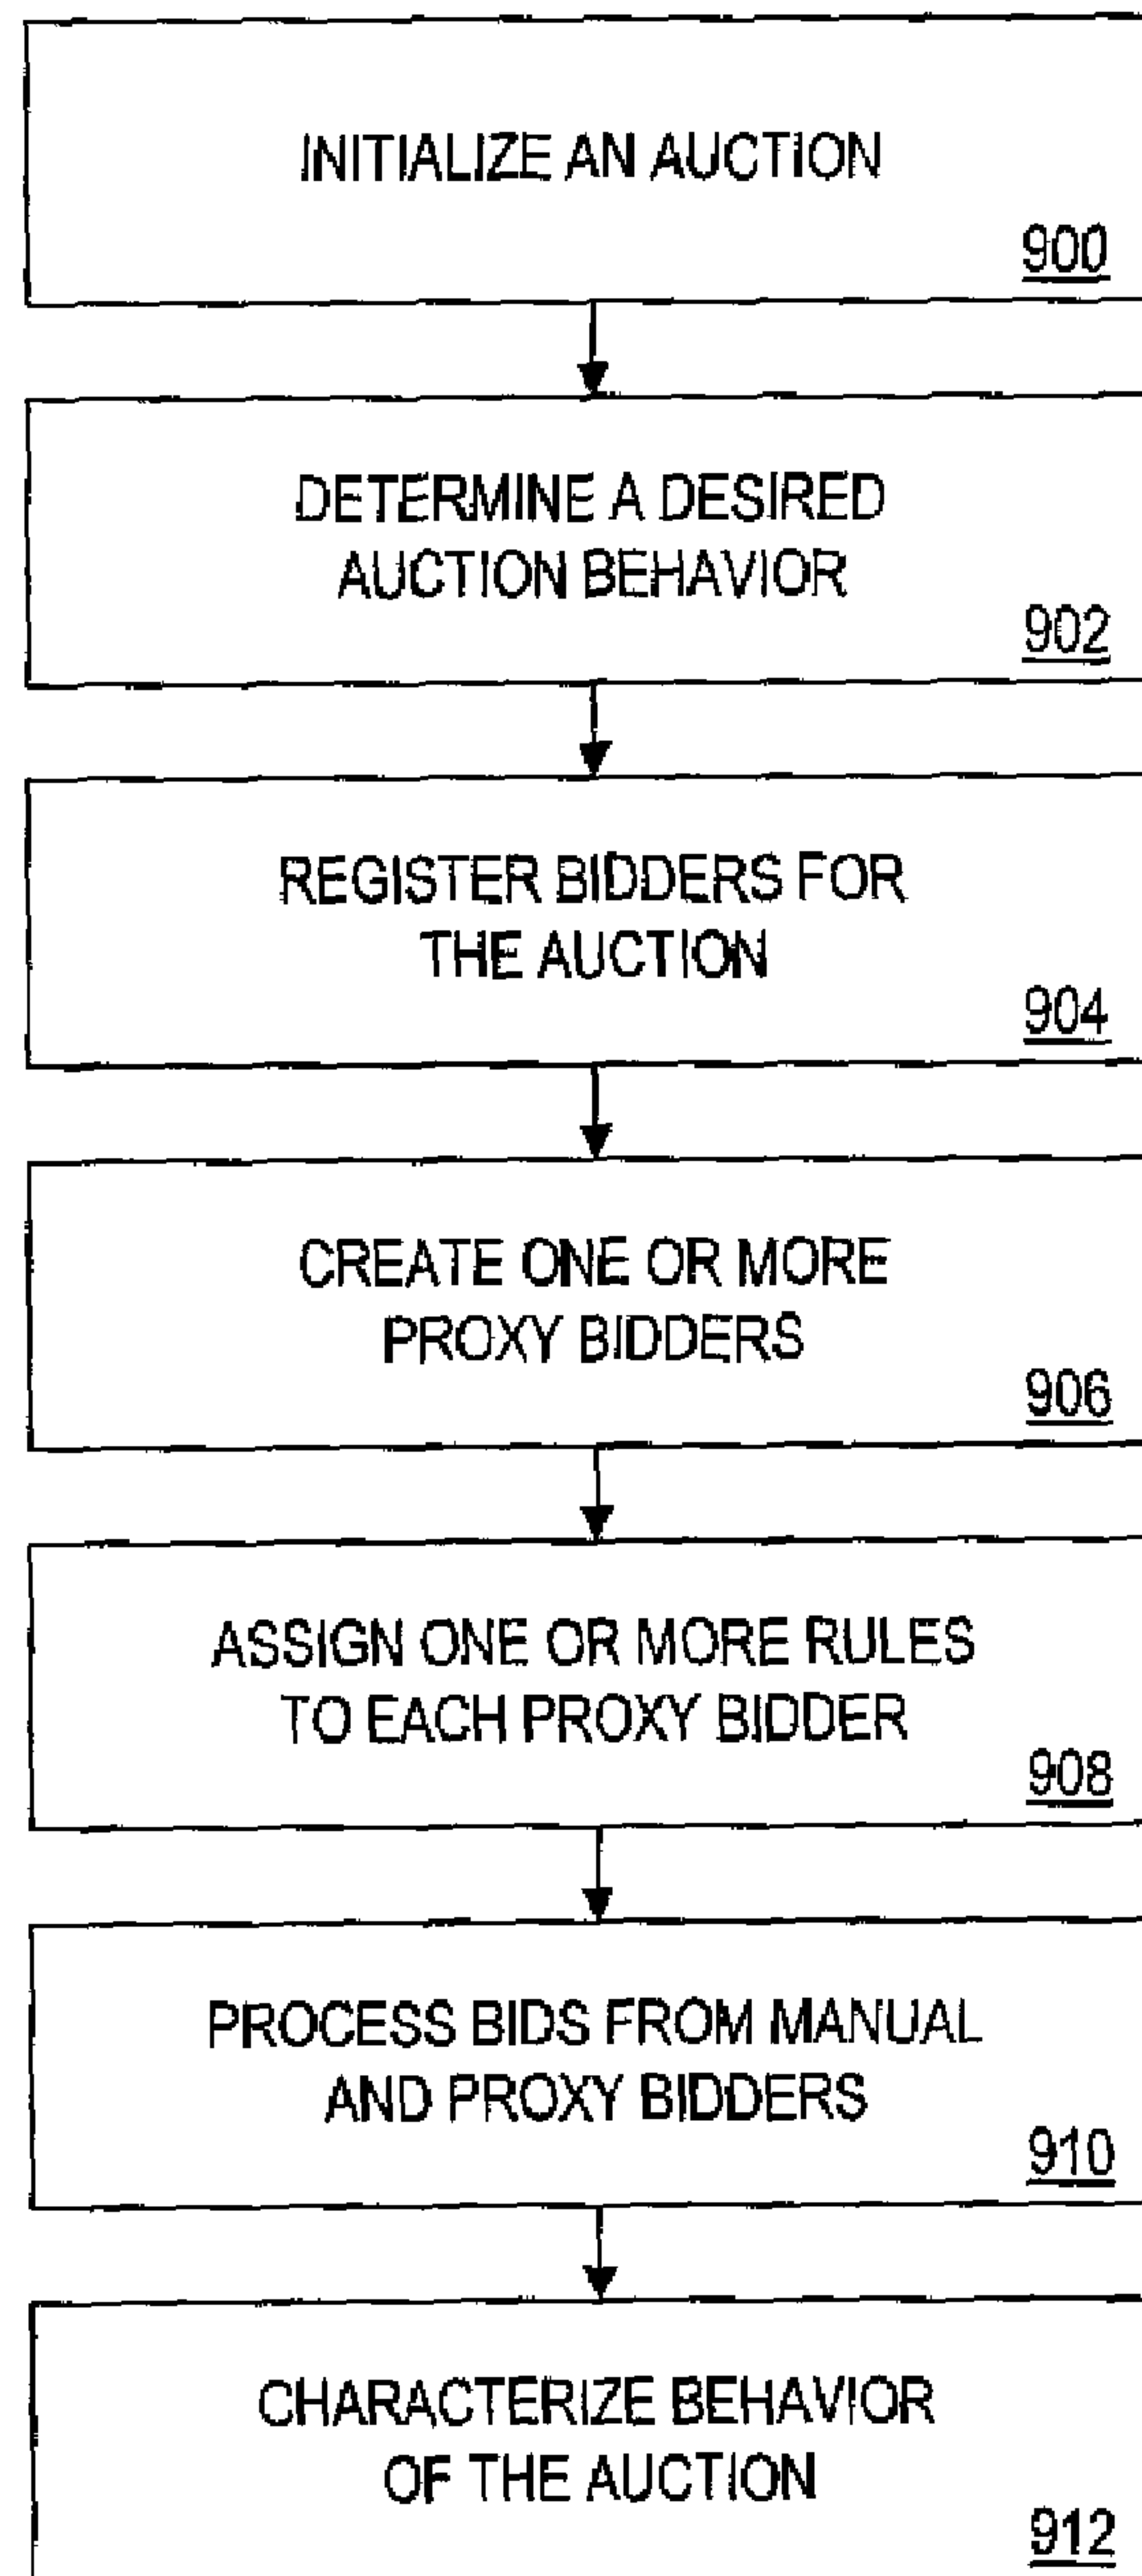 INITIALIZE AN AUCTION
900
DETERMINE A DESIRED
AUCTION BEHAVIOR
902
REGISTER BIDDERS FOR
THE AUCTION
904
CREATE ONE OR MORE
PROXY BIDDERS
906
ASSIGN ONE OR MORE RULES
TO EACH PROXY BIDDER
908
PROCESS BIDS FROM MANUAL
AND PROXY BIDDERS
910
CHARACTERIZE BEHAVIOR
OF THE AUCTION
912